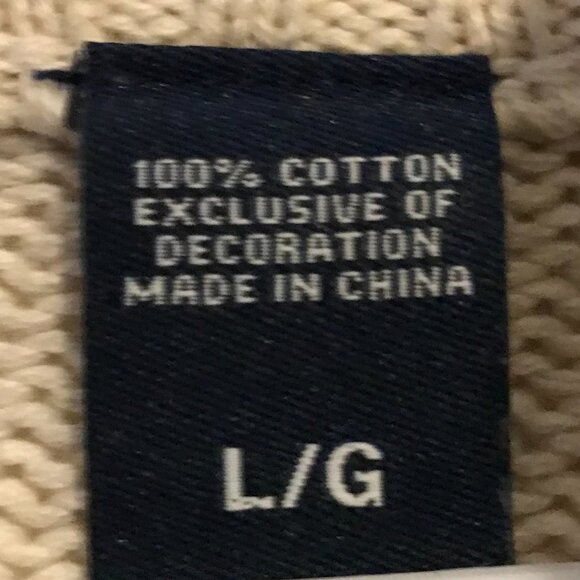 100% COTTON
EXCLUSIVE OF
DECORATION
MADE IN CHINA
L/G